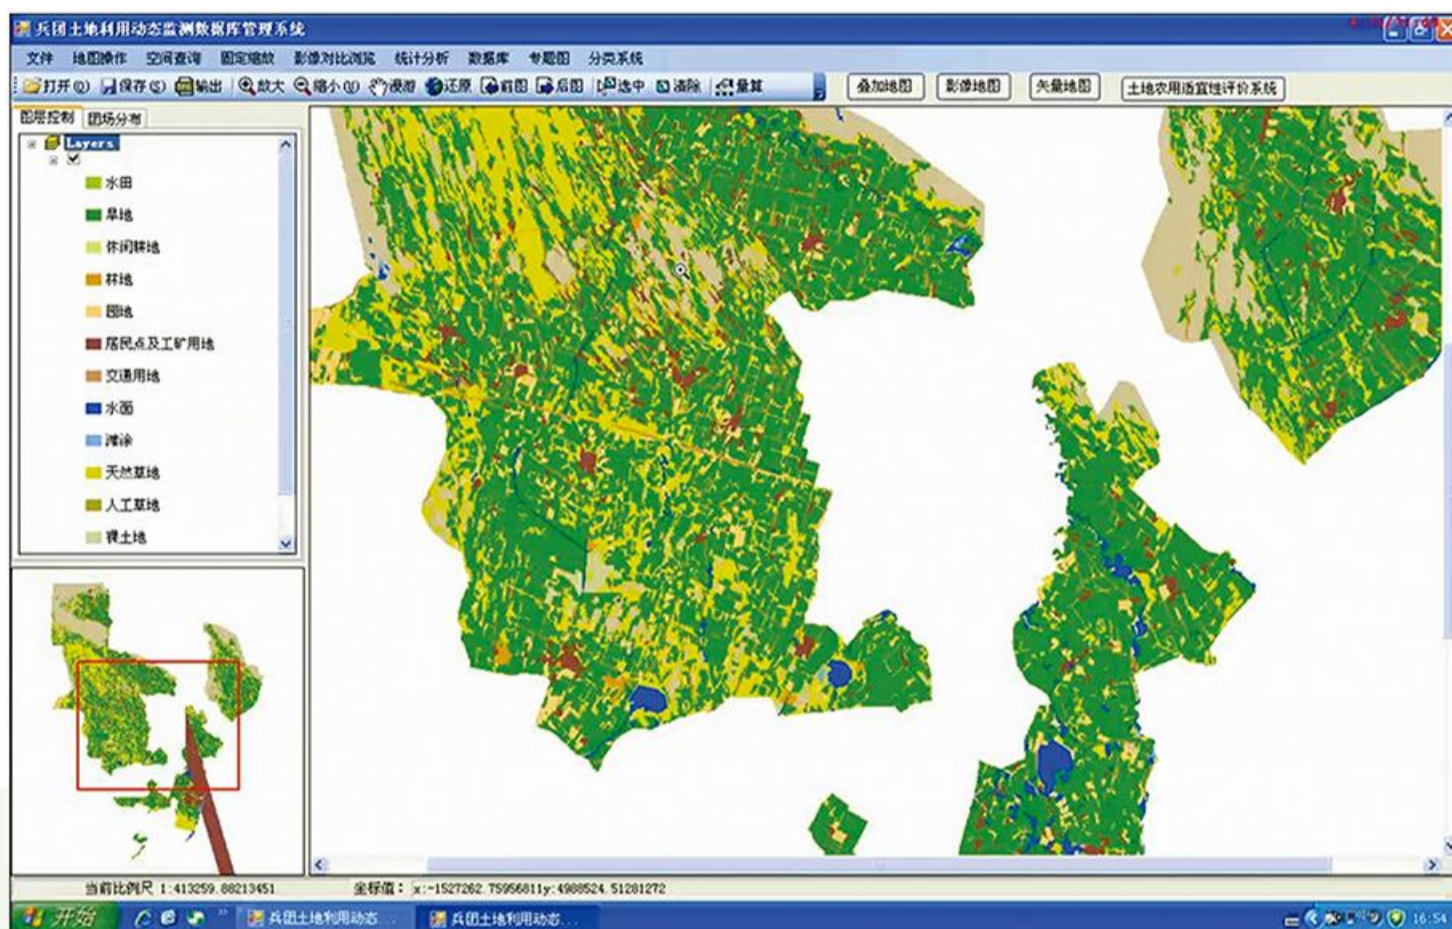 兵团土地利用动态监测数据库管理系统
文件 地图操作 空间查询 固定缩放 影像对比浏览 统计分析 数据库 专题图 分类系统
打开(O) 保存(S) 输出 放大 缩小(U) 漫游 还原 前图 后图 选中 清除 量算 叠加地图 影像地图 矢量地图 土地农用适宜性评价系统
图层控制 团场分布
Layers
水田
旱地
休闲耕地
林地
园地
居民点及工矿用地
交通用地
水面
滩涂
天然草地
人工草地
裸土地
当前比例尺 1:413259.88213451 坐标值: x:-1527262.75956811y:4988524.51281272
开始 兵团土地利用动态... 兵团土地利用动态... 16:54